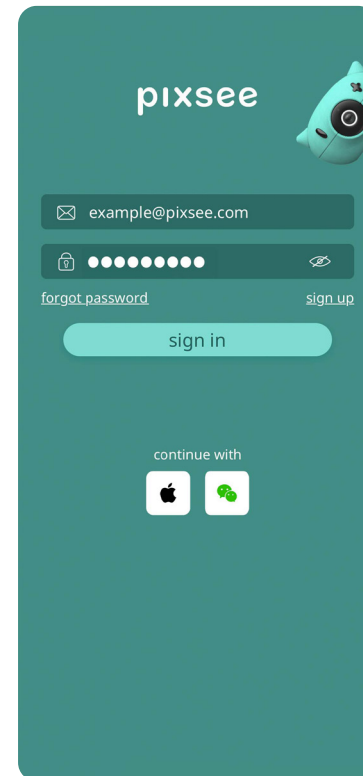 pixsee
example@pixsee.com
●●●●●●●●●
forgot password sign up
sign in
continue with